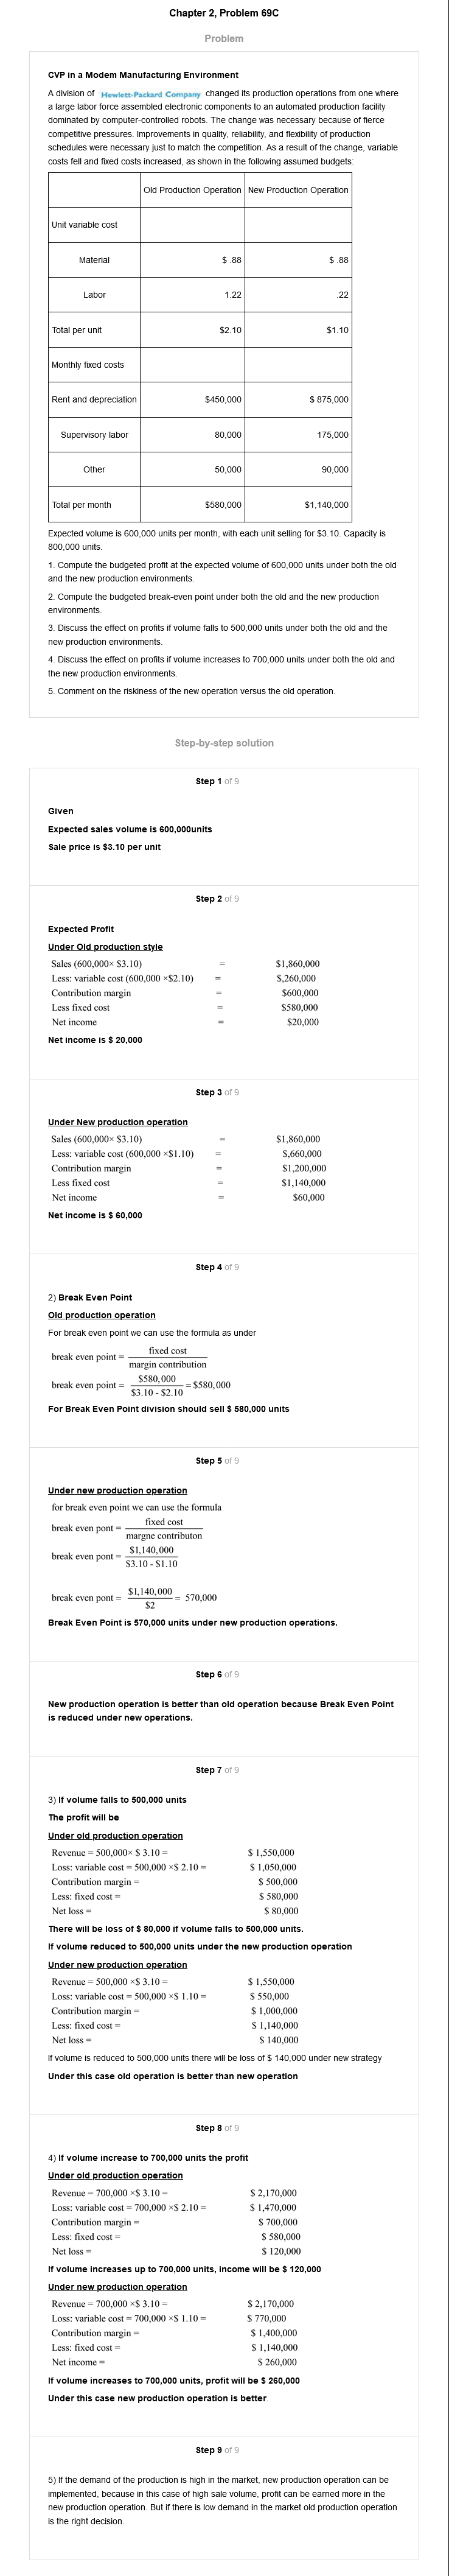 Chapter 2, Problem 69C
Problem
CVP in a Modem Manufacturing Environment
A division of Hewlett-Packard Company changed its production operations from one where
a large labor force assembled electronic components to an automated production facility
dominated by computer-controlled robots. The change was necessary because of fierce
competitive pressures. Improvements in quality, reliability, and flexibility of production
schedules were necessary just to match the competition. As a result of the change, variable
costs fell and fixed costs increased, as shown in the following assumed budgets:
Old Production Operation New Production Operation
Unit variable cost
Material $ .88 $ .88
Labor 1.22 .22
Total per unit $2.10 $1.10
Monthly fixed costs
Rent and depreciation $450,000 $ 875,000
Supervisory labor 80,000 175,000
Other 50,000 90,000
Total per month $580,000 $1,140,000
Expected volume is 600,000 units per month, with each unit selling for $3.10. Capacity is
800,000 units.
1. Compute the budgeted profit at the expected volume of 600,000 units under both the old
and the new production environments.
2. Compute the budgeted break-even point under both the old and the new production
environments.
3. Discuss the effect on profits if volume falls to 500,000 units under both the old and the
new production environments.
4. Discuss the effect on profits if volume increases to 700,000 units under both the old and
the new production environments.
5. Comment on the riskiness of the new operation versus the old operation.
Step-by-step solution
Step 1 of 9
Given
Expected sales volume is 600,000units
Sale price is $3.10 per unit
Step 2 of 9
Expected Profit
Under Old production style
Sales (600,000× $3.10) = $1,860,000
Less: variable cost (600,000 ×$2.10) = $,260,000
Contribution margin = $600,000
Less fixed cost = $580,000
Net income = $20,000
Net income is $ 20,000
Step 3 of 9
Under New production operation
Sales (600,000× $3.10) = $1,860,000
Less: variable cost (600,000 ×$1.10) = $,660,000
Contribution margin = $1,200,000
Less fixed cost = $1,140,000
Net income = $60,000
Net income is $ 60,000
Step 4 of 9
2) Break Even Point
Old production operation
For break even point we can use the formula as under
break even point = fixed cost
margin contribution
break even point = $580,000
$3.10 - $2.10 = $580,000
For Break Even Point division should sell $ 580,000 units
Step 5 of 9
Under new production operation
for break even point we can use the formula
break even pont = fixed cost
margne contributon
break even pont = $1,140,000
$3.10 - $1.10
break even pont = $1,140,000
$2 = 570,000
Break Even Point is 570,000 units under new production operations.
Step 6 of 9
New production operation is better than old operation because Break Even Point
is reduced under new operations.
Step 7 of 9
3) If volume falls to 500,000 units
The profit will be
Under old production operation
Revenue = 500,000× $ 3.10 = $ 1,550,000
Loss: variable cost = 500,000 ×$ 2.10 = $ 1,050,000
Contribution margin = $ 500,000
Less: fixed cost = $ 580,000
Net loss = $ 80,000
There will be loss of $ 80,000 if volume falls to 500,000 units.
If volume reduced to 500,000 units under the new production operation
Under new production operation
Revenue = 500,000 ×$ 3.10 = $ 1,550,000
Loss: variable cost = 500,000 ×$ 1.10 = $ 550,000
Contribution margin = $ 1,000,000
Less: fixed cost = $ 1,140,000
Net loss = $ 140,000
If volume is reduced to 500,000 units there will be loss of $ 140,000 under new strategy
Under this case old operation is better than new operation
Step 8 of 9
4) If volume increase to 700,000 units the profit
Under old production operation
Revenue = 700,000 ×$ 3.10 = $ 2,170,000
Loss: variable cost = 700,000 ×$ 2.10 = $ 1,470,000
Contribution margin = $ 700,000
Less: fixed cost = $ 580,000
Net loss = $ 120,000
If volume increases up to 700,000 units, income will be $ 120,000
Under new production operation
Revenue = 700,000 ×$ 3.10 = $ 2,170,000
Loss: variable cost = 700,000 ×$ 1.10 = $ 770,000
Contribution margin = $ 1,400,000
Less: fixed cost = $ 1,140,000
Net income = $ 260,000
If volume increases to 700,000 units, profit will be $ 260,000
Under this case new production operation is better.
Step 9 of 9
5) If the demand of the production is high in the market, new production operation can be
implemented, because in this case of high sale volume, profit can be earned more in the
new production operation. But if there is low demand in the market old production operation
is the right decision.